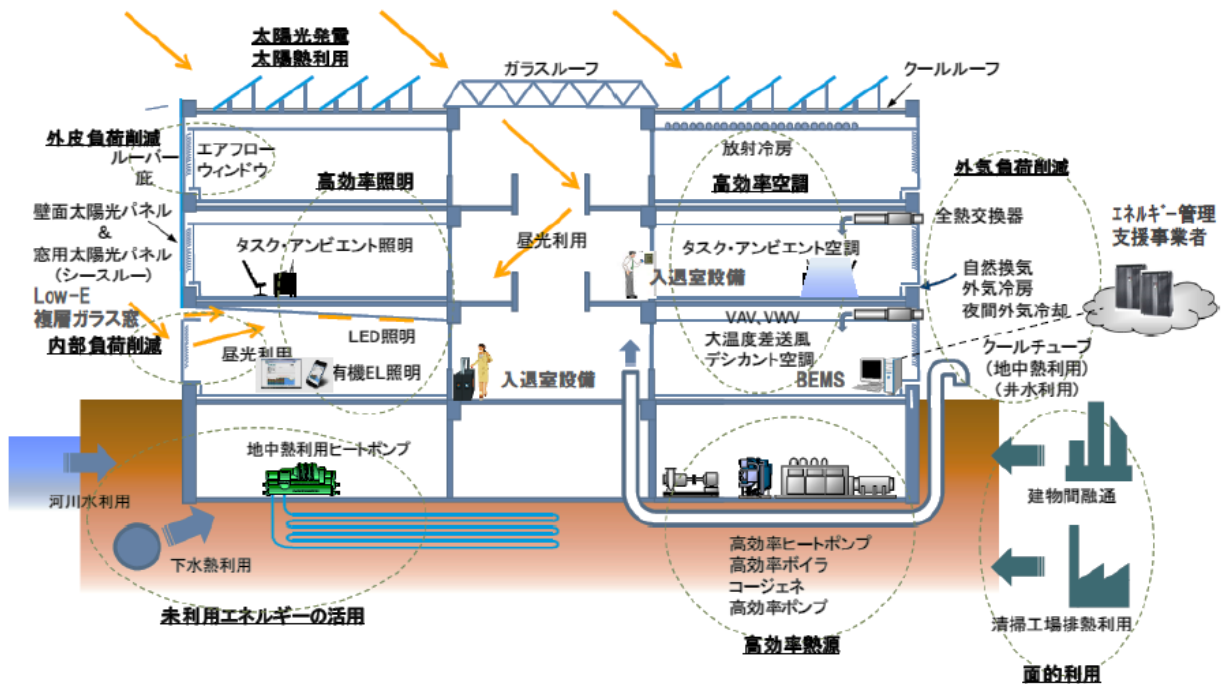 太陽光発電
太陽熱利用
ガラスルーフ
クールルーフ
外皮負荷削減
ルーバー
庇
エアフロー
ウィンドウ
高効率照明
放射冷房
高効率空調
外気負荷削減
壁面太陽光パネル
&
窓用太陽光パネル
(シースルー)
タスク・アンビエント照明
昼光利用
入退室設備
タスク・アンビエント空調
全熱交換器
エネルギー管理
支援事業者
自然換気
外気冷房
夜間外気冷却
Low-E
複層ガラス窓
内部負荷削減
昼光利用
LED照明
有機EL照明
入退室設備
VAV,VWV
大温度差送風
デシカント空調
BEMS
クールチューブ
(地中熱利用)
(井水利用)
地中熱利用ヒートポンプ
河川水利用
下水熱利用
未利用エネルギーの活用
高効率ヒートポンプ
高効率ボイラ
コージェネ
高効率ポンプ
高効率熱源
建物間融通
清掃工場排熱利用
面的利用